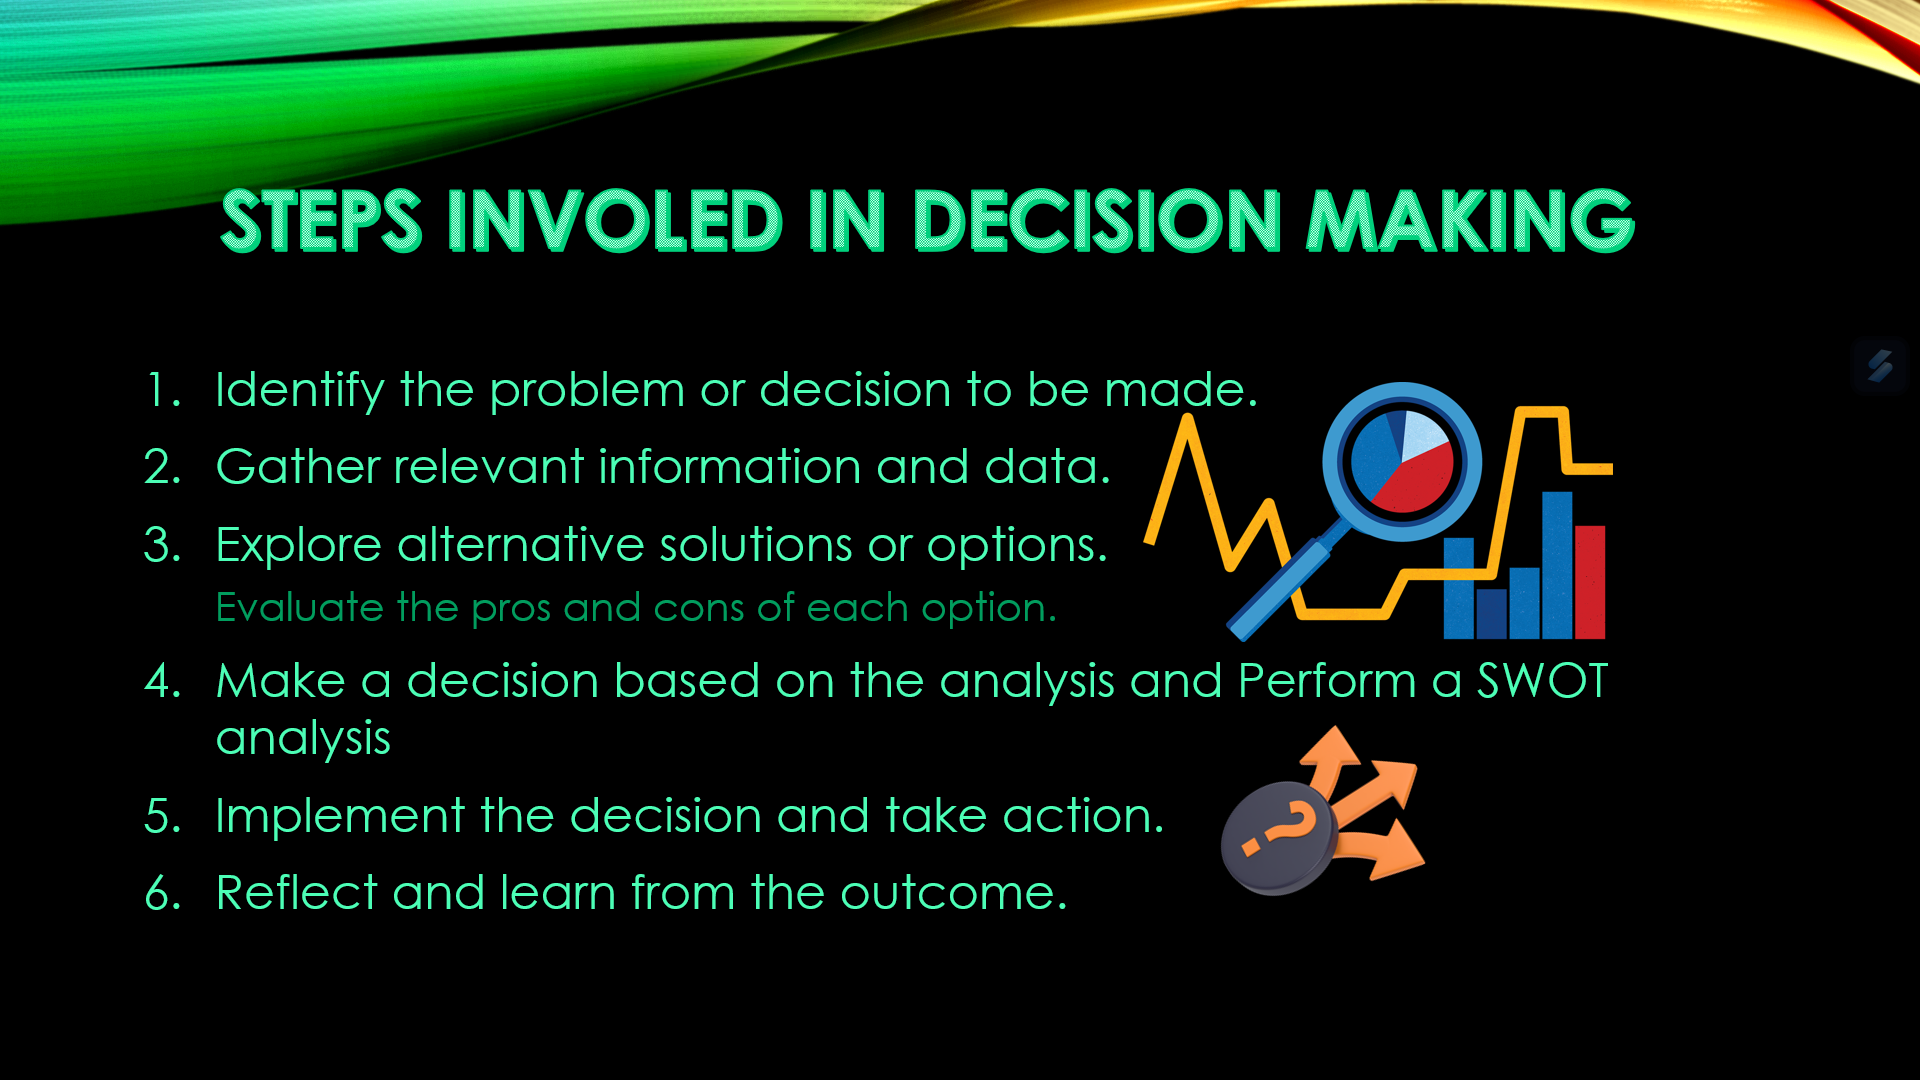 STEPS INVOLED IN DECISION MAKING
1. Identify the problem or decision to be made.
2. Gather relevant information and data.
3. Explore alternative solutions or options.
Evaluate the pros and cons of each option.
4. Make a decision based on the analysis and Perform a SWOT
analysis
5. Implement the decision and take action.
6. Reflect and learn from the outcome.
?